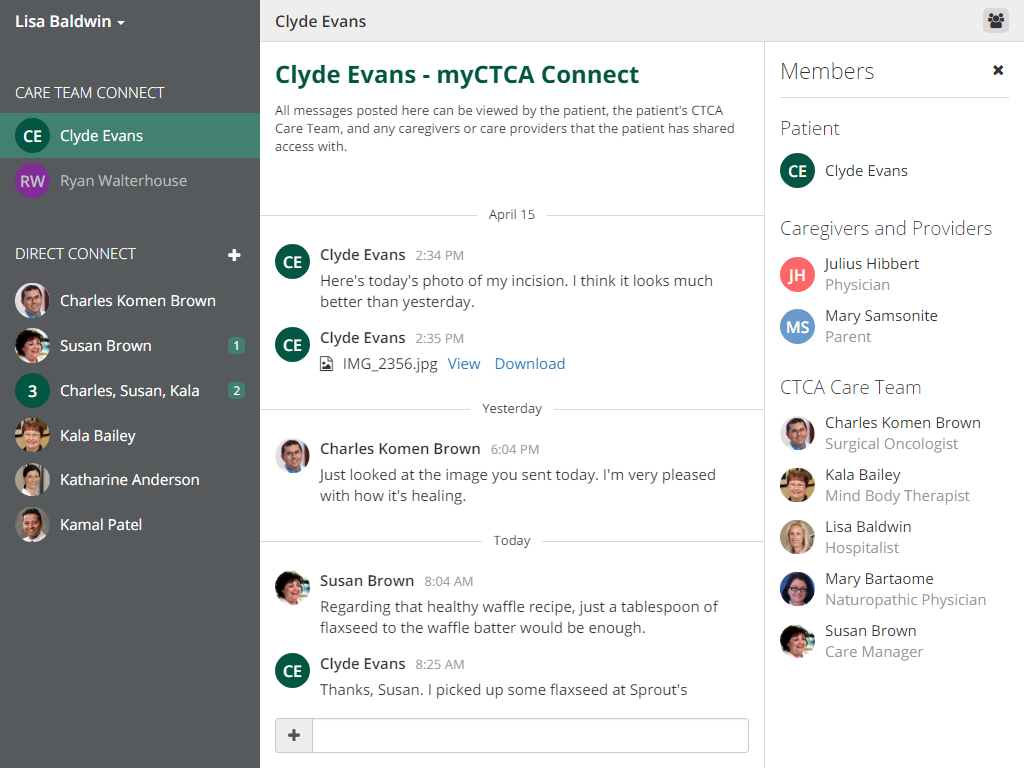 Lisa Baldwin
CARE TEAM CONNECT
CE Clyde Evans
RW Ryan Walterhouse
DIRECT CONNECT
Charles Komen Brown
Susan Brown 1
3 Charles, Susan, Kala 2
Kala Bailey
Katharine Anderson
Kamal Patel
Clyde Evans
Clyde Evans - myCTCA Connect
All messages posted here can be viewed by the patient, the patient's CTCA
Care Team, and any caregivers or care providers that the patient has shared
access with.
April 15
CE Clyde Evans 2:34 PM
Here's today's photo of my incision. I think it looks much
better than yesterday.
CE Clyde Evans 2:35 PM
IMG_2356.jpg View Download
Yesterday
Charles Komen Brown 6:04 PM
Just looked at the image you sent today. I'm very pleased
with how it's healing.
Today
Susan Brown 8:04 AM
Regarding that healthy waffle recipe, just a tablespoon of
flaxseed to the waffle batter would be enough.
CE Clyde Evans 8:25 AM
Thanks, Susan. I picked up some flaxseed at Sprout's
Members
Patient
CE Clyde Evans
Caregivers and Providers
JH Julius Hibbert
Physician
MS Mary Samsonite
Parent
CTCA Care Team
Charles Komen Brown
Surgical Oncologist
Kala Bailey
Mind Body Therapist
Lisa Baldwin
Hospitalist
Mary Bartaome
Naturopathic Physician
Susan Brown
Care Manager